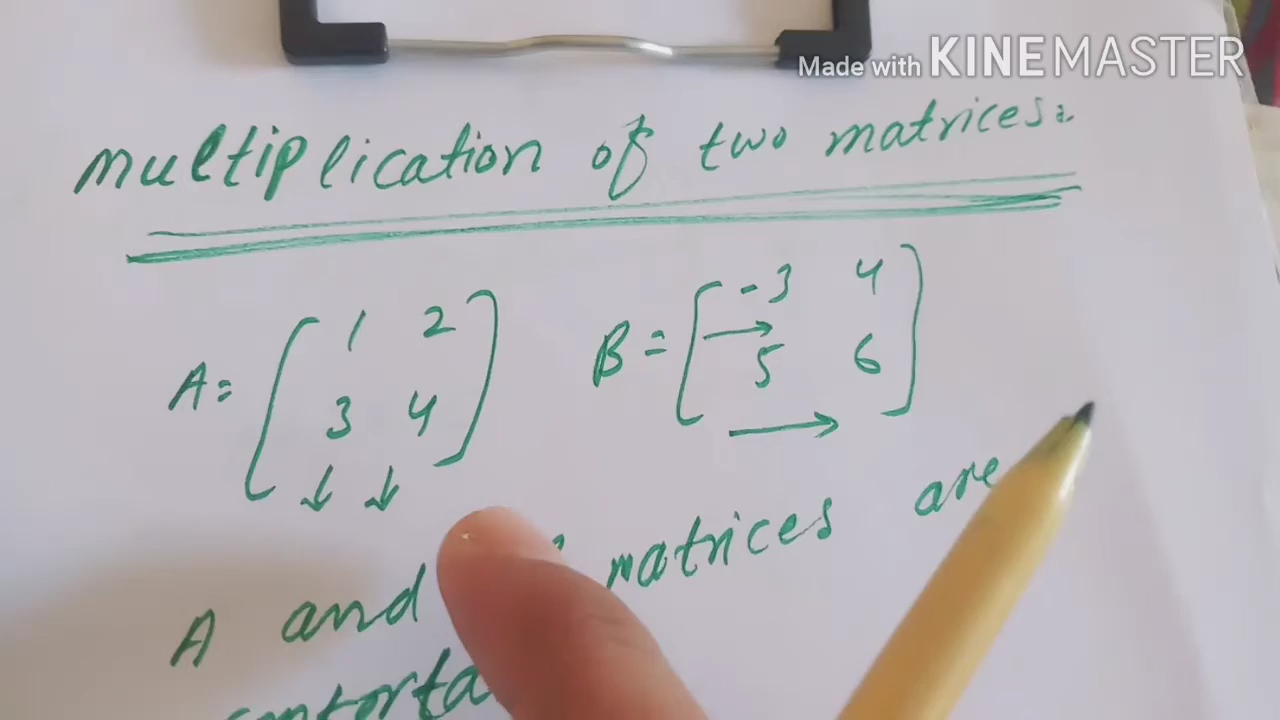 Made with KINEMASTER
multiplication of two matrices:
A = [ 1 2
3 4 ]
B = [ -3 4
5 6 ]
A and matrices are